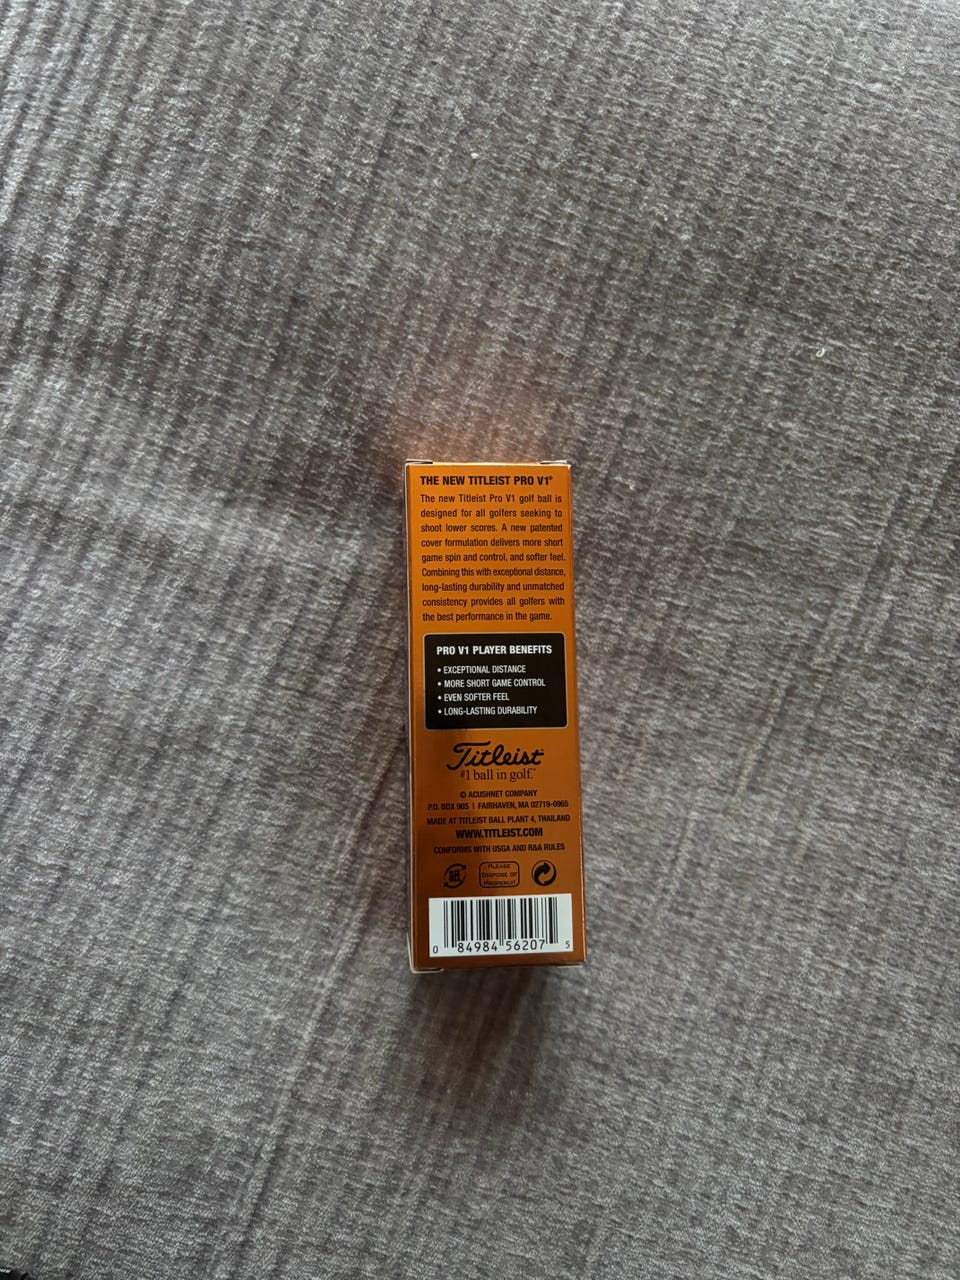 THE NEW TITLEIST PRO V1®
The new Titleist Pro V1 golf ball is
designed for all golfers seeking to
shoot lower scores. A new patented
cover formulation delivers more short
game spin and control, and softer feel.
Combining this with exceptional distance,
long-lasting durability and unmatched
consistency provides all golfers with
the best performance in the game.
PRO V1 PLAYER BENEFITS
• EXCEPTIONAL DISTANCE
• MORE SHORT GAME CONTROL
• EVEN SOFTER FEEL
• LONG-LASTING DURABILITY
Titleist
#1 ball in golf.
© ACUSHNET COMPANY
P.O. BOX 965 | FAIRHAVEN, MA 02719-0965
MADE AT TITLEIST BALL PLANT 4, THAILAND
WWW.TITLEIST.COM
CONFORMS WITH USGA AND R&A RULES
PLEASE
DISPOSE OF
PROPERLY!
0 84984 56207 5